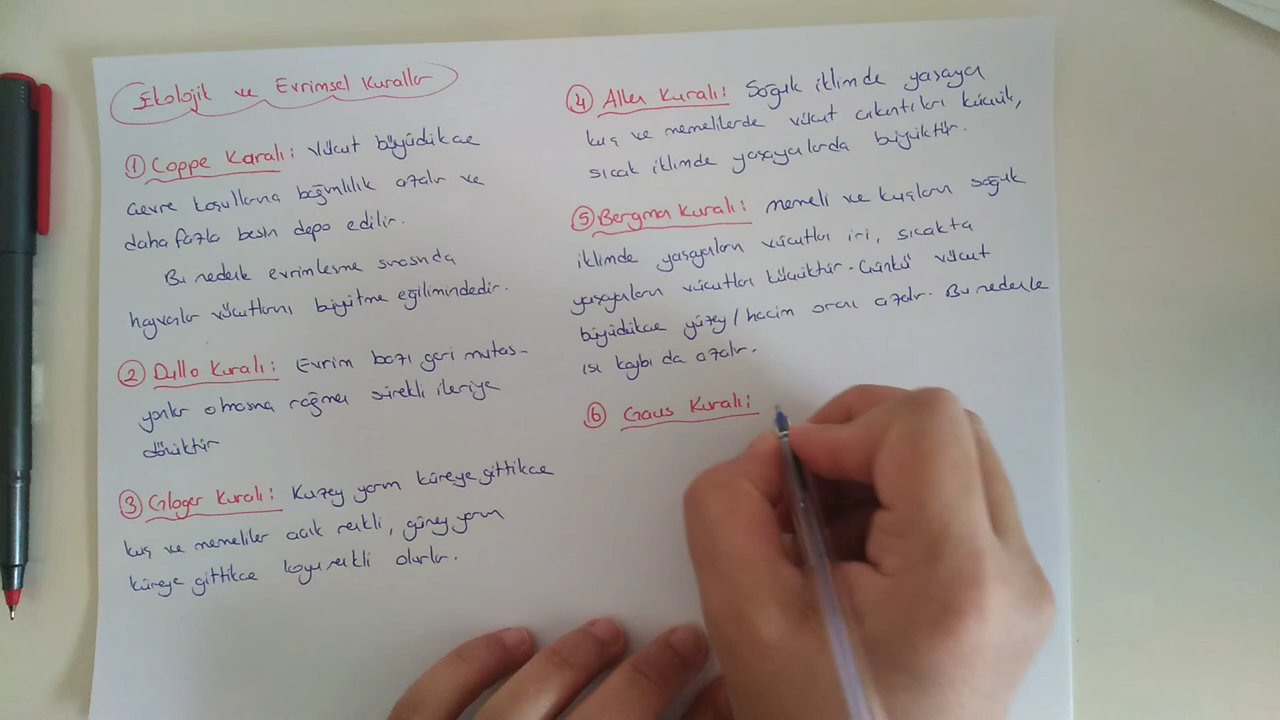 Ekolojik ve Evrimsel Kurallar
① Coppe Kuralı: Vücut büyüdükçe
çevre koşullarına bağımlılık azalır ve
daha fazla besin depo edilir.
Bu nedenle evrimleşme sırasında
hayvanlar vücutlarını büyütme eğilimindedir.
② Dollo Kuralı: Evrim bazı geri mutas-
yonlar olmasına rağmen sürekli ileriye
dönüktür
③ Gloger Kuralı: Kuzey yarım küreye gittikçe
kuş ve memeliler açık renkli, güney yarım
küreye gittikçe koyu renkli olurlar.
④ Allen Kuralı: Soğuk iklimde yaşayan
kuş ve memelilerde vücut çıkıntıları küçük,
sıcak iklimde yaşayanlarda büyüktür.
⑤ Bergman Kuralı: memeli ve kuşların soğuk
iklimde yaşayanların vücutları iri, sıcakta
yaşayanların vücutları küçüktür. Çünkü vücut
büyüdükçe yüzey/hacim oranı azalır. Bu nedenle
ısı kaybı da azalır.
⑥ Gaus Kuralı: